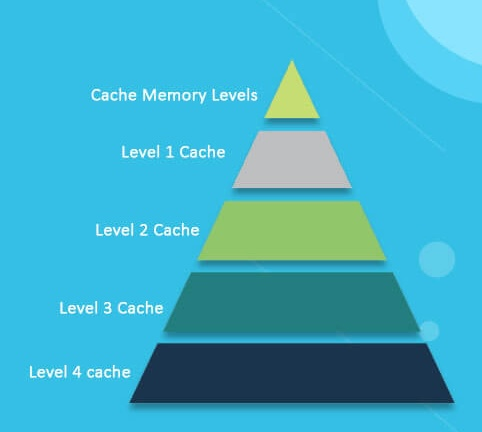 Cache Memory Levels
Level 1 Cache
Level 2 Cache
Level 3 Cache
Level 4 cache